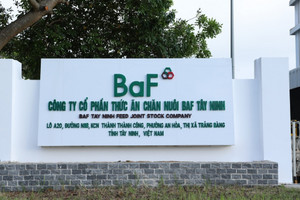 BaF
CÔNG TY CỔ PHẦN THỨC ĂN CHĂN NUÔI BAF TÂY NINH
BAF TAY NINH FEED JOINT STOCK COMPANY
LÔ A20, ĐƯỜNG N8, KCN THÀNH THÀNH CÔNG, PHƯỜNG AN HÒA, THỊ XÃ TRẢNG BÀNG
TỈNH TÂY NINH, VIỆT NAM